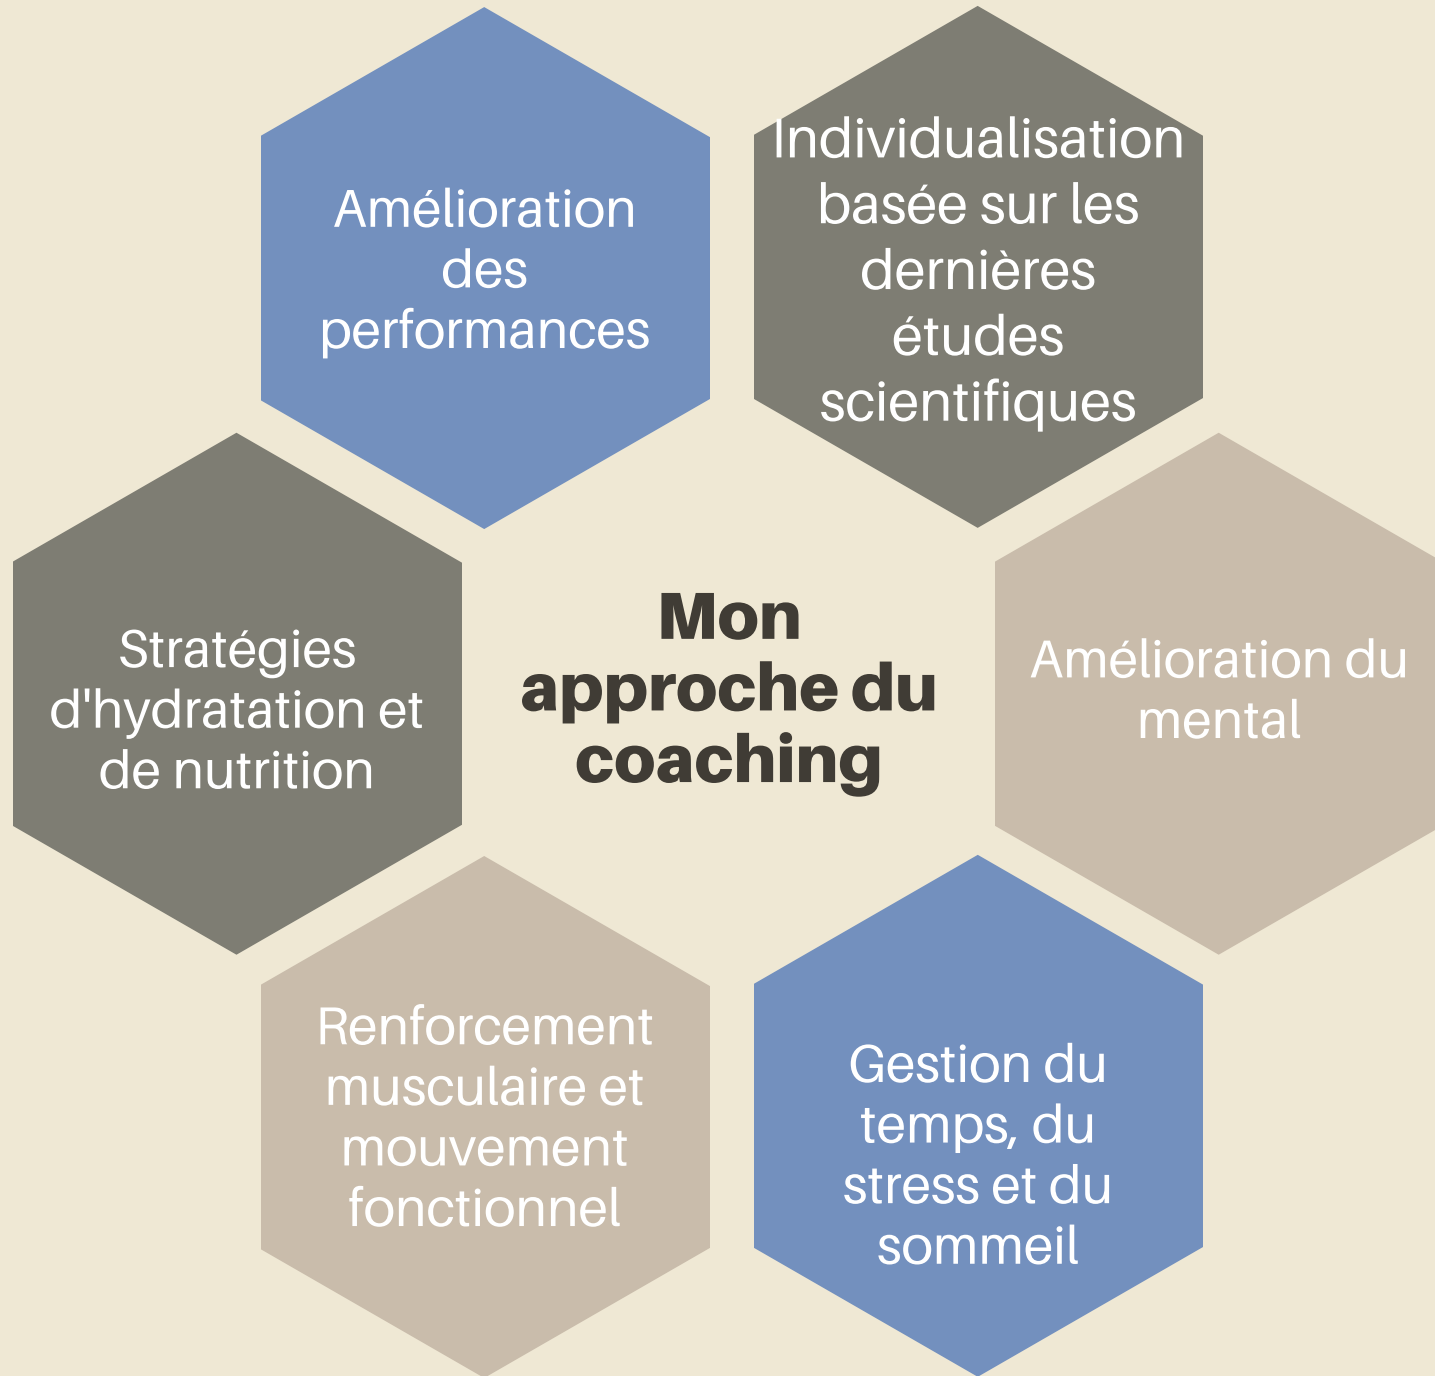 Amélioration
des
performances
Individualisation
basée sur les
dernières
études
scientifiques
Stratégies
d'hydratation et
de nutrition
Mon
approche du
coaching
Amélioration du
mental
Renforcement
musculaire et
mouvement
fonctionnel
Gestion du
temps, du
stress et du
sommeil